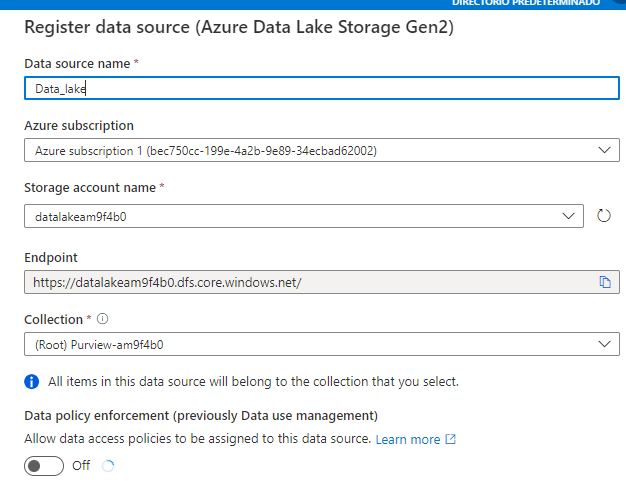 DIRECTORIO PREDETERMINADO
Register data source (Azure Data Lake Storage Gen2)
Data source name *
Data_lake
Azure subscription
Azure subscription 1 (bec750cc-199e-4a2b-9e89-34ecbad62002)
Storage account name *
datalakeam9f4b0
Endpoint
https://datalakeam9f4b0.dfs.core.windows.net/
Collection *
(Root) Purview-am9f4b0
All items in this data source will belong to the collection that you select.
Data policy enforcement (previously Data use management)
Allow data access policies to be assigned to this data source. Learn more
Off